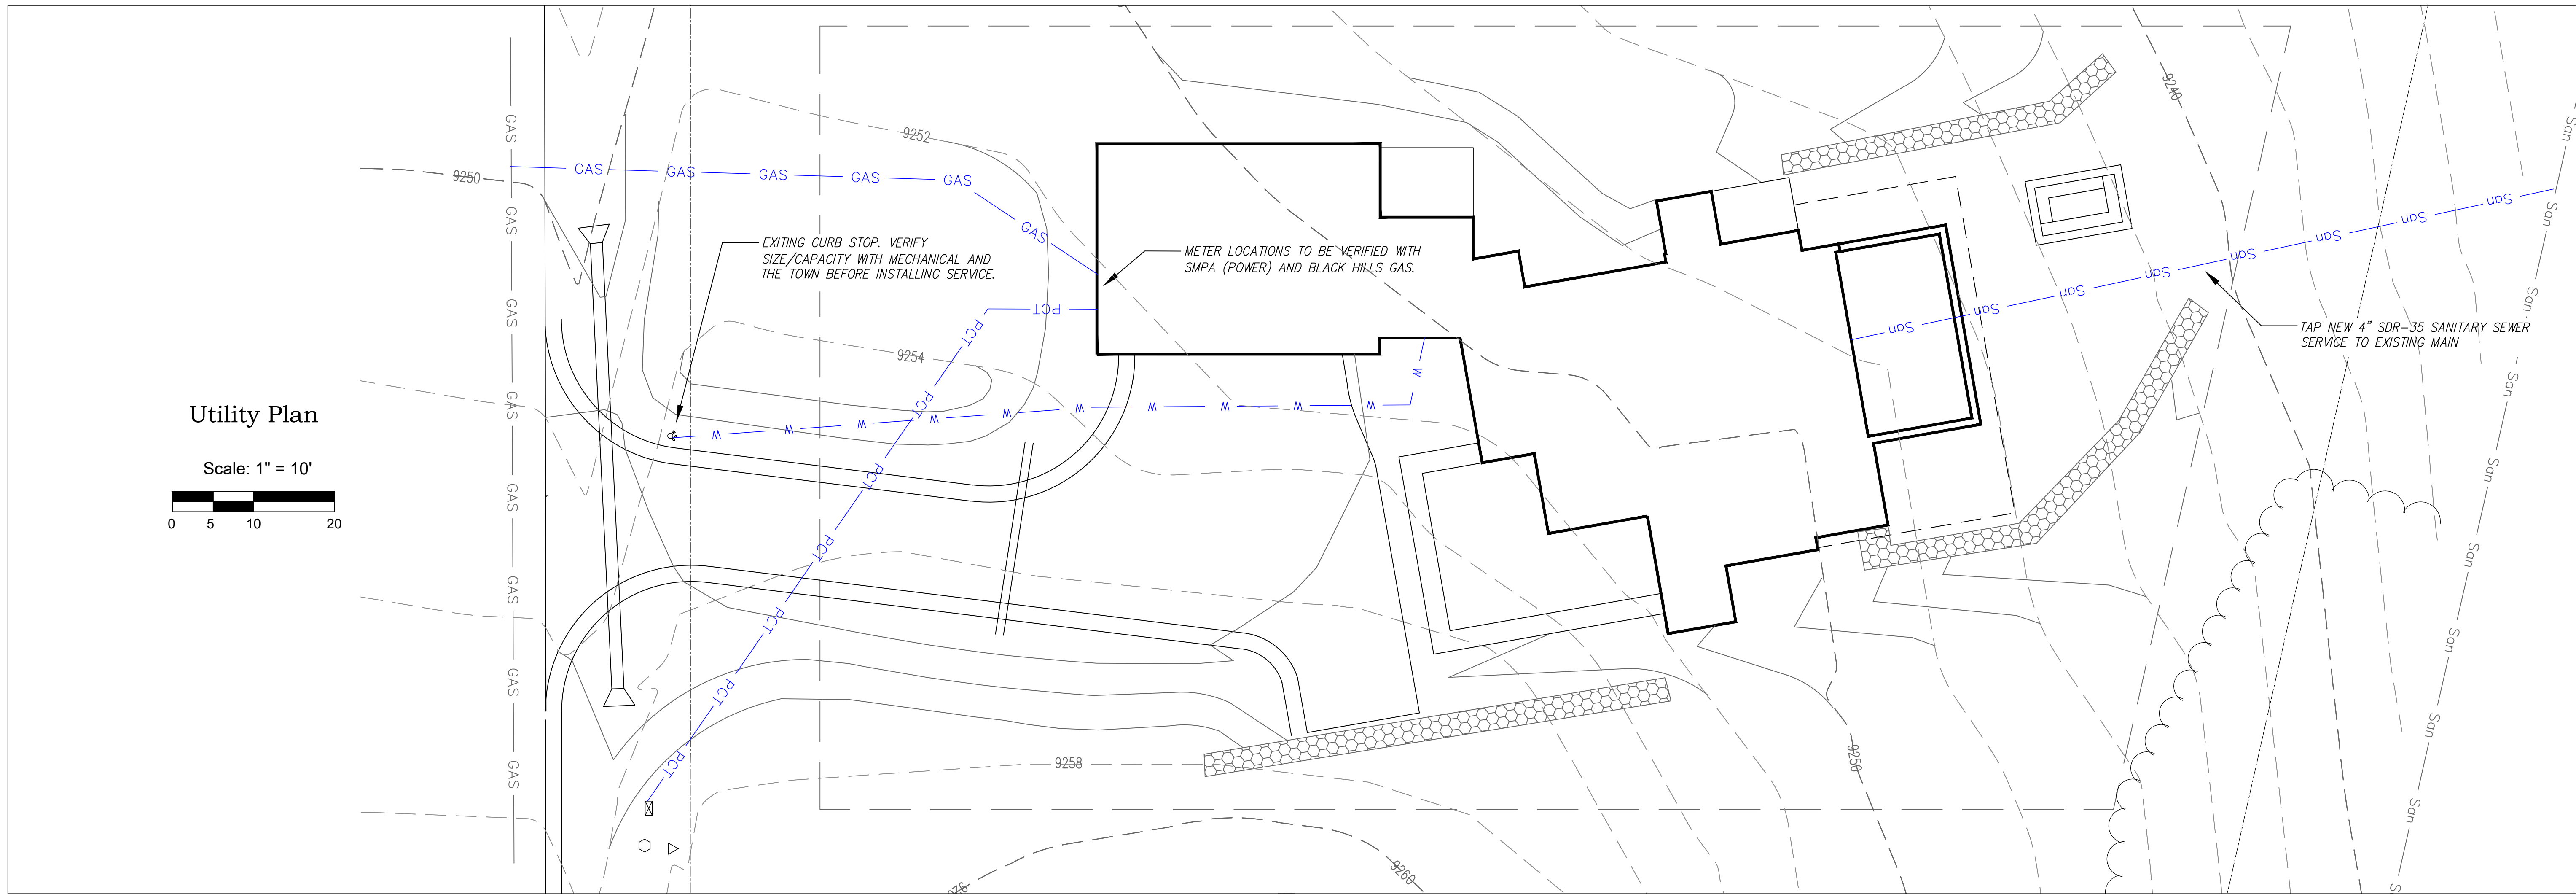 Utility Plan
Scale: 1" = 10'
0 5 10 20
EXITING CURB STOP. VERIFY
SIZE/CAPACITY WITH MECHANICAL AND
THE TOWN BEFORE INSTALLING SERVICE.
METER LOCATIONS TO BE VERIFIED WITH
SMPA (POWER) AND BLACK HILLS GAS.
TAP NEW 4" SDR-35 SANITARY SEWER
SERVICE TO EXISTING MAIN
9250
9252
9254
9258
9260
9250
9240
GAS GAS GAS GAS GAS GAS GAS GAS
GAS GAS GAS GAS GAS GAS
PCT PCT PCT PCT PCT PCT PCT PCT
W W W W W W W W W W W
San San San San San San San San San
San San San San San San San San San